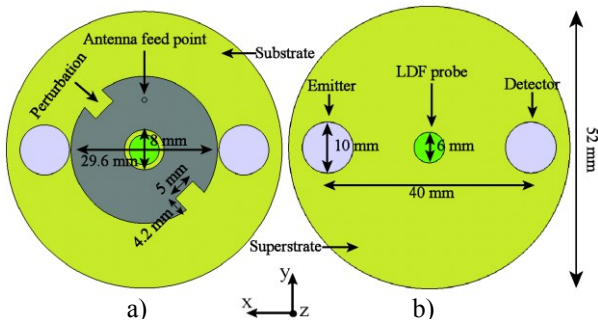 Antenna feed point
Substrate
Perturbation
8 mm
29.6 mm
5 mm
4.2 mm
Emitter
LDF probe
Detector
10 mm
6 mm
40 mm
52 mm
Superstrate
y
x
z
a)
b)